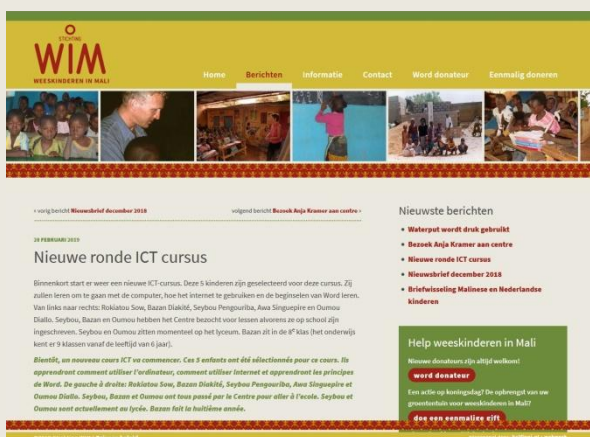 STICHTING
WIM
WEESKINDEREN IN MALI
Home Berichten Informatie Contact Word donateur Eenmalig doneren
« vorig bericht Nieuwsbrief december 2018
volgend bericht Bezoek Anja Kramer aan centre »
20 FEBRUARI 2019
Nieuwe ronde ICT cursus
Binnenkort start er weer een nieuwe ICT-cursus. Deze 5 kinderen zijn geselecteerd voor deze cursus. Zij
zullen leren om te gaan met de computer, hoe het internet te gebruiken en de beginselen van Word leren.
Van links naar rechts: Rokiatou Sow, Bazan Diakité, Seybou Pengouriba, Awa Singuepire en Oumou
Diallo. Seybou, Bazan en Oumou hebben het Centre bezocht voor lessen alvorens ze op school zijn
ingeschreven. Seybou en Oumou zitten momenteel op het lyceum. Bazan zit in de 8e klas (het onderwijs
kent er 9 klassen vanaf de leeftijd van 6 jaar).
Bientôt, un nouveau cours ICT va commencer. Ces 5 enfants ont été sélectionnés pour ce cours. Ils
apprendront comment utiliser l'ordinateur, comment utiliser Internet et apprendront les principes
de Word. De gauche à droite: Rokiatou Sow, Bazan Diakité, Seybou Pengouriba, Awa Singuepire et
Oumou Diallo. Seybou, Bazan et Oumou ont tous passé par le Centre pour aller à l'ecole. Seybou et
Oumou sont actuellement au lycée. Bazan fait la huitième année.
Nieuwste berichten
Waterput wordt druk gebruikt
Bezoek Anja Kramer aan centre
Nieuwe ronde ICT cursus
Nieuwsbrief december 2018
Briefwisseling Malinese en Nederlandse
kinderen
Help weeskinderen in Mali
Nieuwe donateurs zijn altijd welkom!
word donateur
Een actie op koningsdag? De opbrengst van uw
groententuin voor weeskinderen in Mali?
doe een eenmalige gift